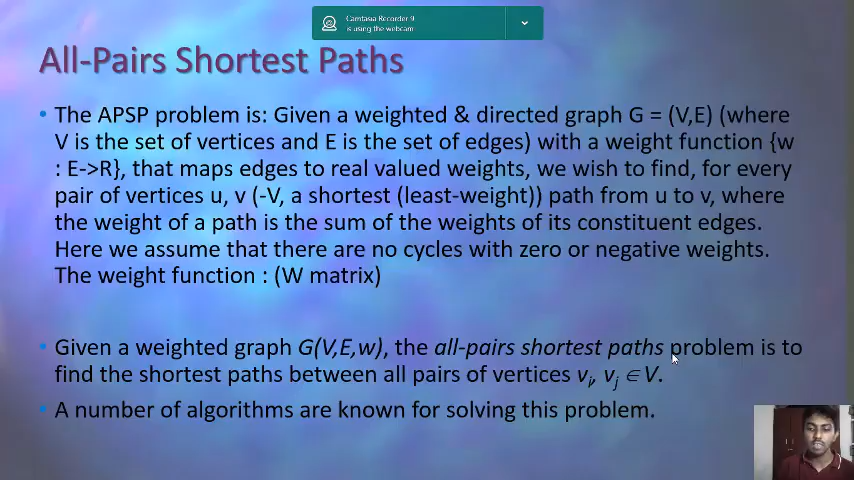 Camtasia Recorder 9
is using the webcam
All-Pairs Shortest Paths
• The APSP problem is: Given a weighted & directed graph G = (V,E) (where
V is the set of vertices and E is the set of edges) with a weight function {w
: E->R}, that maps edges to real valued weights, we wish to find, for every
pair of vertices u, v (-V, a shortest (least-weight)) path from u to v, where
the weight of a path is the sum of the weights of its constituent edges.
Here we assume that there are no cycles with zero or negative weights.
The weight function : (W matrix)
• Given a weighted graph G(V,E,w), the all-pairs shortest paths problem is to
find the shortest paths between all pairs of vertices vi, vj ∈ V.
• A number of algorithms are known for solving this problem.